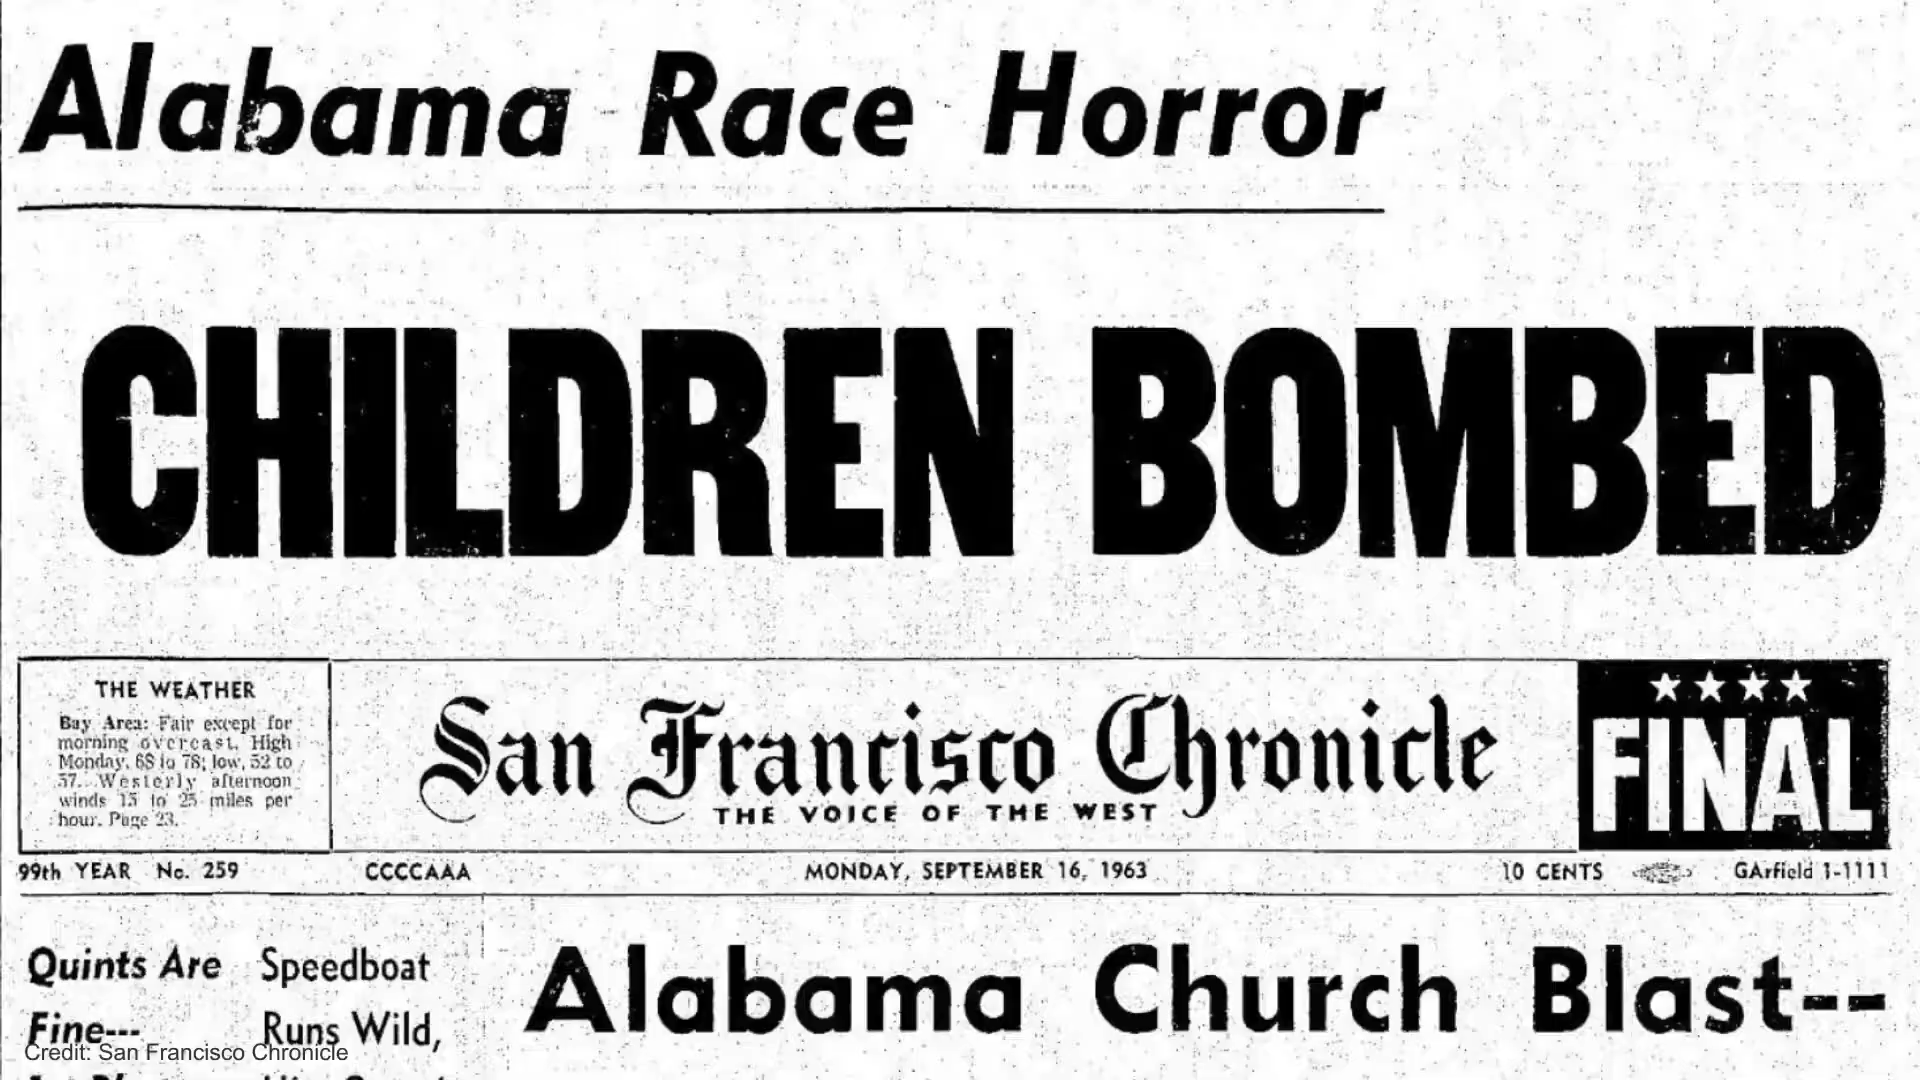 Alabama Race Horror
CHILDREN BOMBED
THE WEATHER
Bay Area: Fair except for
morning overcast. High
Monday, 68 to 78; low, 52 to
57. Westerly afternoon
winds 15 to 25 miles per
hour. Page 23.
San Francisco Chronicle
THE VOICE OF THE WEST
★★★★
FINAL
99th YEAR No. 259
CCCCAAA
MONDAY, SEPTEMBER 16, 1963
10 CENTS
GArfield 1-1111
Quints Are
Fine---
Speedboat
Runs Wild,
Alabama Church Blast--
Credit: San Francisco Chronicle